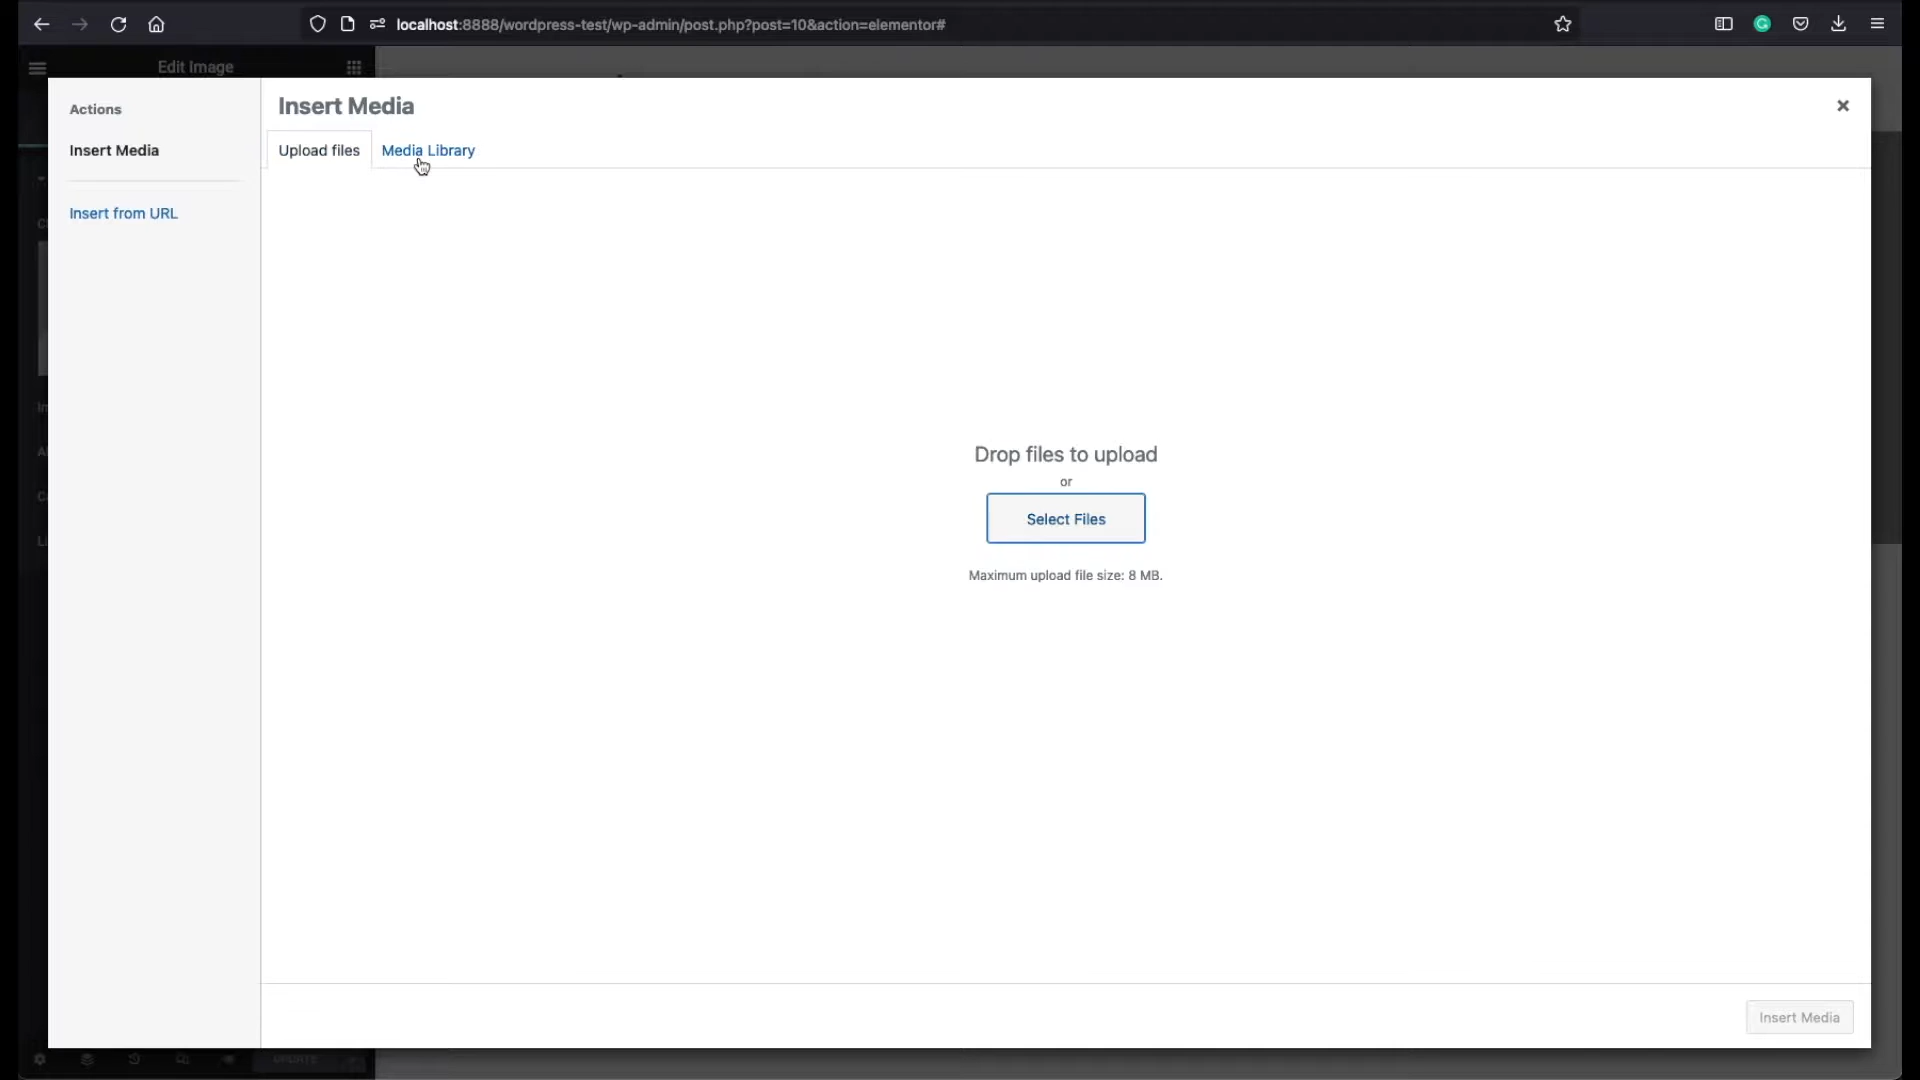 localhost:8888/wordpress-test/wp-admin/post.php?post=10&action=elementor#
Edit Image
Actions
Insert Media
Insert from URL
Insert Media
Upload files
Media Library
Drop files to upload
or
Select Files
Maximum upload file size: 8 MB.
Insert Media
UPDATE